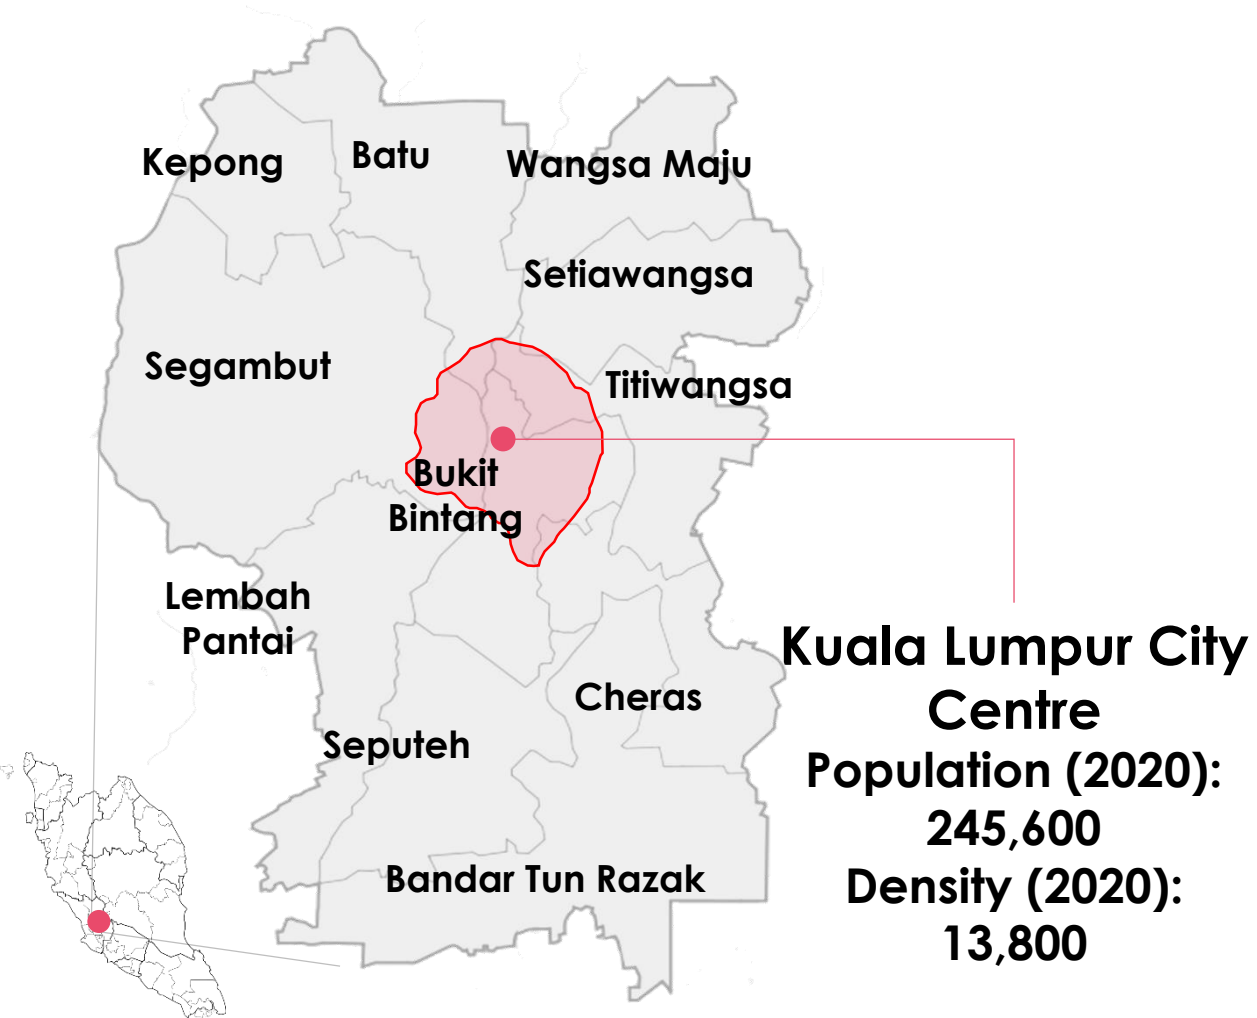 Kepong
Batu
Wangsa Maju
Setiawangsa
Segambut
Titiwangsa
Bukit
Bintang
Lembah
Pantai
Cheras
Seputeh
Bandar Tun Razak
Kuala Lumpur City
Centre
Population (2020):
245,600
Density (2020):
13,800